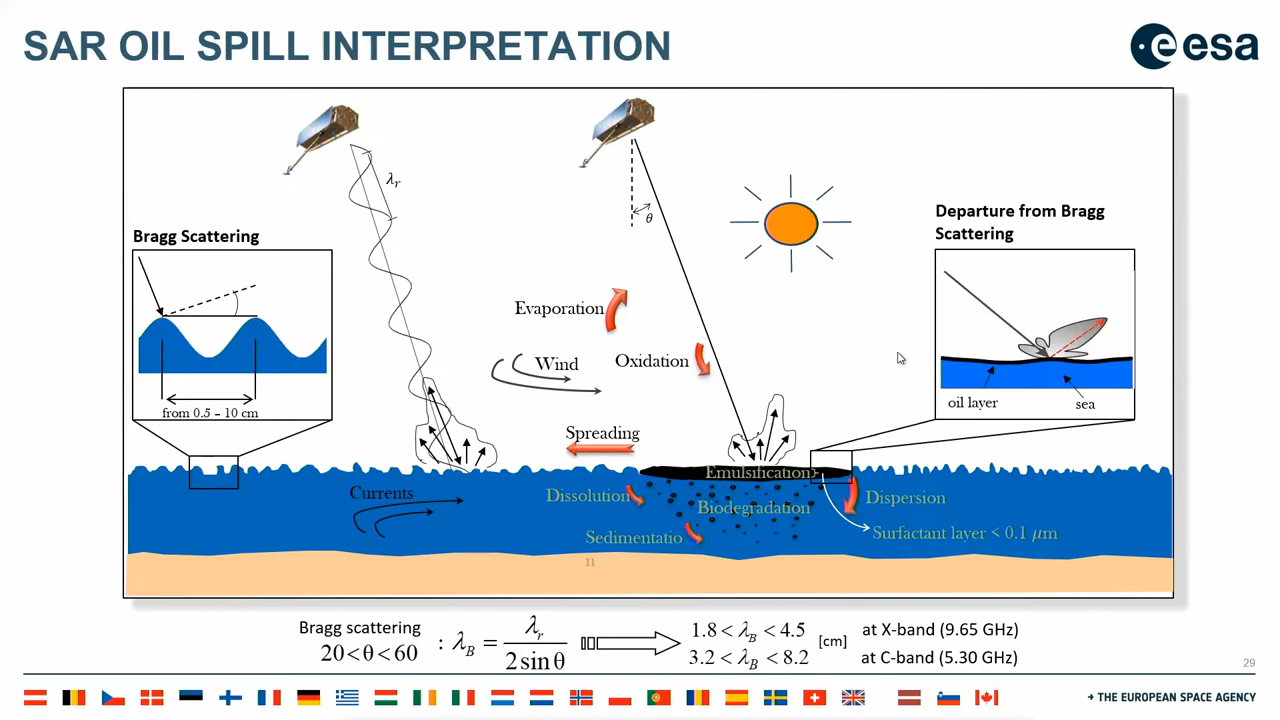 SAR OIL SPILL INTERPRETATION
esa
λr
θ
Departure from Bragg
Scattering
Bragg Scattering
Evaporation
Wind
Oxidation
from 0.5 – 10 cm
oil layer
sea
Spreading
Emulsification
Currents
Dissolution
Biodegradation
Dispersion
Sedimentatio
n
Surfactant layer < 0.1 μm
Bragg scattering
20<θ<60
: λB = λr / 2 sin θ
1.8 < λB < 4.5
3.2 < λB < 8.2
[cm]
at X-band (9.65 GHz)
at C-band (5.30 GHz)
29
→ THE EUROPEAN SPACE AGENCY